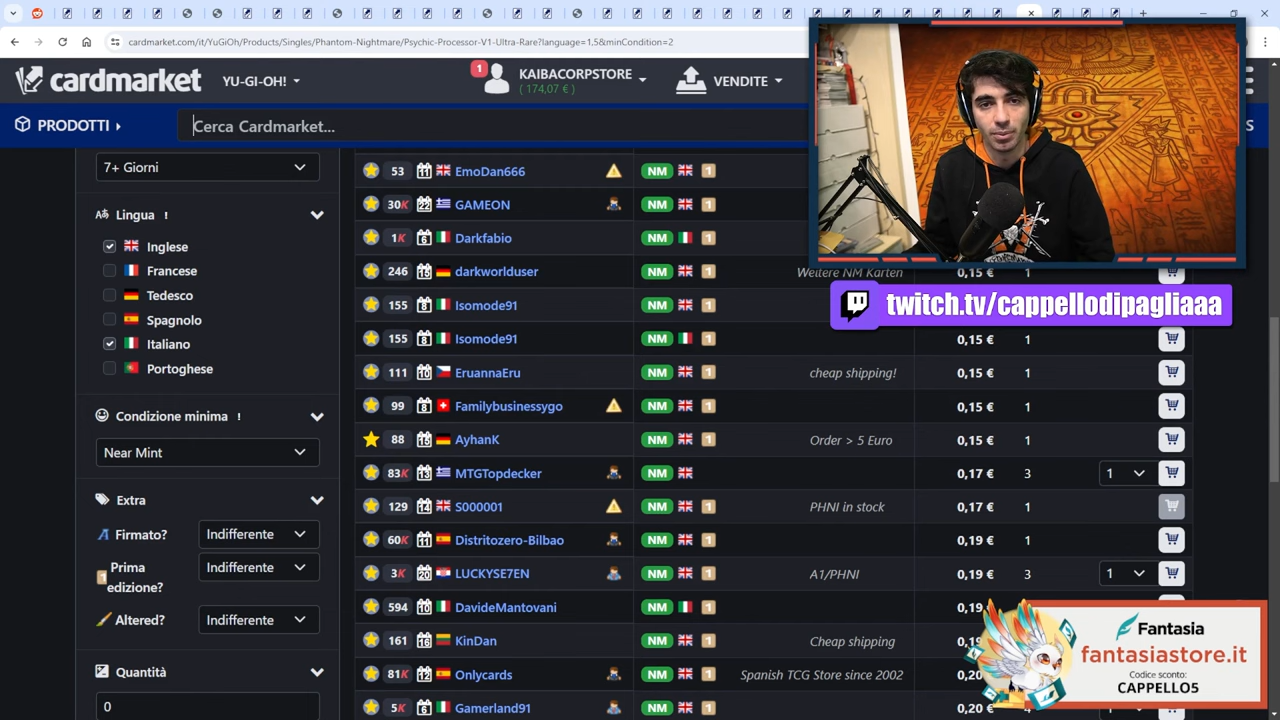 cardmarket.com/it/YuGiOh/Products/Singles/Phantom-Nightmare/Psychic-Processor-V1-Ultra-Rare?language=1,5&minCondition=2
cardmarket
YU-GI-OH!
1
KAIBACORPSTORE
( 174,07 € )
VENDITE
PRODOTTI
Cerca Cardmarket...
S
7+ Giorni
Lingua !
Inglese
Francese
Tedesco
Spagnolo
Italiano
Portoghese
Condizione minima !
Near Mint
Extra
Firmato? Indifferente
Prima edizione? Indifferente
Altered? Indifferente
Quantità
0
53 EmoDan666 NM 1
30K GAMEON NM 1
1K Darkfabio NM 1
246 darkworlduser NM 1 Weitere NM Karten 0,15 € 1
155 Isomode91 NM 1
155 Isomode91 NM 1 0,15 € 1
111 EruannaEru NM 1 cheap shipping! 0,15 € 1
99 Familybusinessygo NM 1 0,15 € 1
88 AyhanK NM 1 Order > 5 Euro 0,15 € 1
83K MTGTopdecker NM 0,17 € 3 1
129 NM 1 PHNI in stock 0,17 € 1
60K Distritozero-Bilbao NM 1 0,19 € 1
3K LUCKYSE7EN NM 1 A1/PHNI 0,19 € 3 1
594 DavideMantovani NM 1 0,19
161 KinDan NM 1 Cheap shipping
81K Onlycards NM 1 Spanish TCG Store since 2002 0,20
5K Gamerland91 NM 1 0,20
twitch.tv/cappellodipagliaaa
Fantasia
fantasiastore.it
Codice sconto:
CAPPELLO5